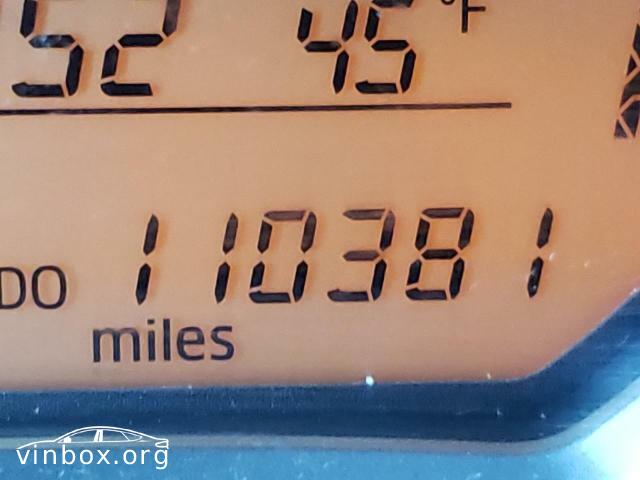 52 45 °F
DO 110381
miles
vinbox.org